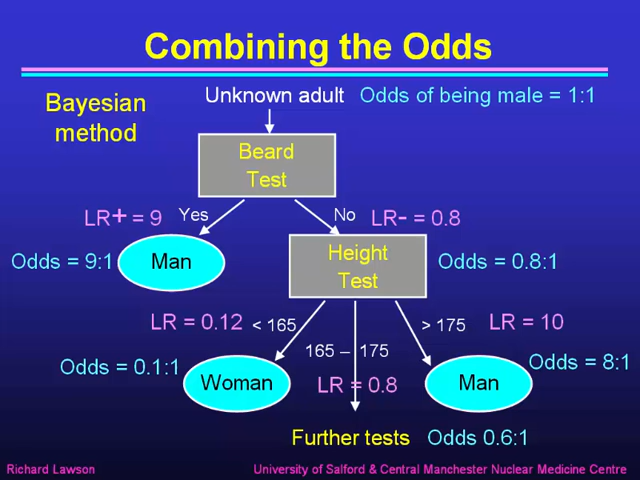 Combining the Odds
Bayesian
method
Unknown adult
Odds of being male = 1:1
Beard
Test
LR+ = 9
Yes
No
LR- = 0.8
Odds = 9:1
Man
Height
Test
Odds = 0.8:1
LR = 0.12
< 165
165 – 175
> 175
LR = 10
Odds = 0.1:1
Woman
LR = 0.8
Man
Odds = 8:1
Further tests
Odds 0.6:1
Richard Lawson
University of Salford & Central Manchester Nuclear Medicine Centre